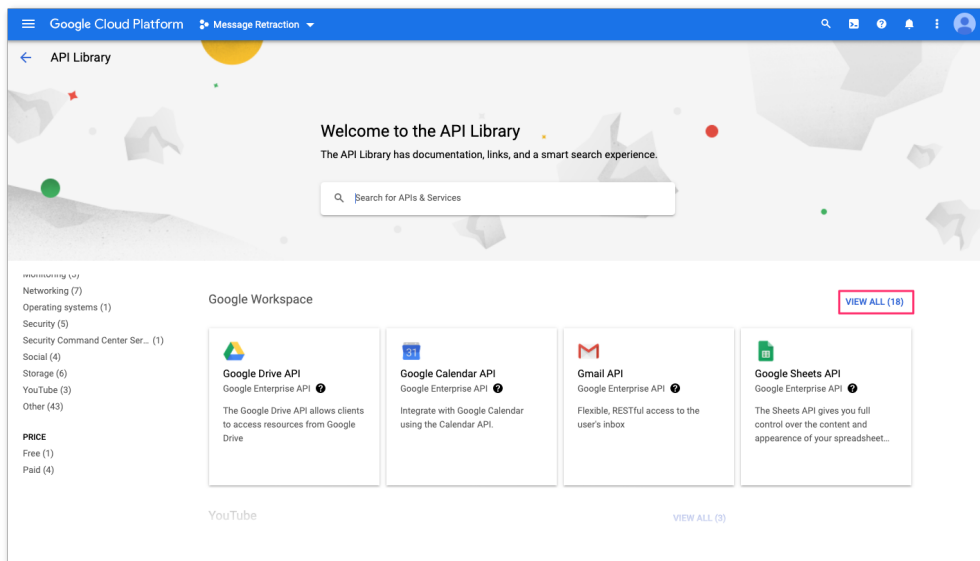 Google Cloud Platform
Message Retraction
API Library
Welcome to the API Library
The API Library has documentation, links, and a smart search experience.
Search for APIs & Services
Monitoring (5)
Networking (7)
Operating systems (1)
Security (5)
Security Command Center Ser... (1)
Social (4)
Storage (6)
YouTube (3)
Other (43)
PRICE
Free (1)
Paid (4)
Google Workspace
VIEW ALL (18)
31
Google Drive API
Google Enterprise API
The Google Drive API allows clients
to access resources from Google
Drive
Google Calendar API
Google Enterprise API
Integrate with Google Calendar
using the Calendar API.
Gmail API
Google Enterprise API
Flexible, RESTful access to the
user's inbox
Google Sheets API
Google Enterprise API
The Sheets API gives you full
control over the content and
appearence of your spreadsheet...
YouTube
VIEW ALL (3)